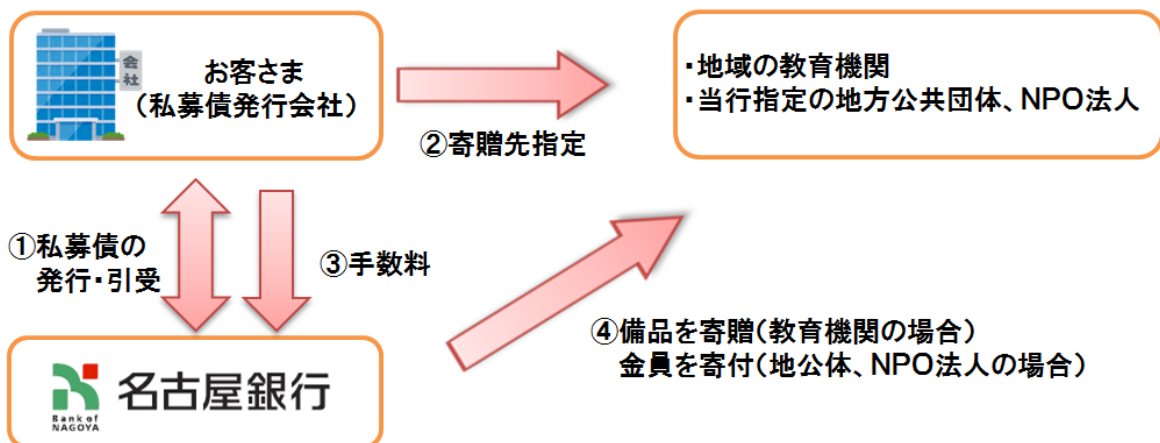 会
社
お客さま
（私募債発行会社）
・地域の教育機関
・当行指定の地方公共団体、NPO法人
②寄贈先指定
①私募債の
発行・引受
③手数料
④備品を寄贈（教育機関の場合）
金員を寄付（地公体、NPO法人の場合）
Bank of
NAGOYA
名古屋銀行